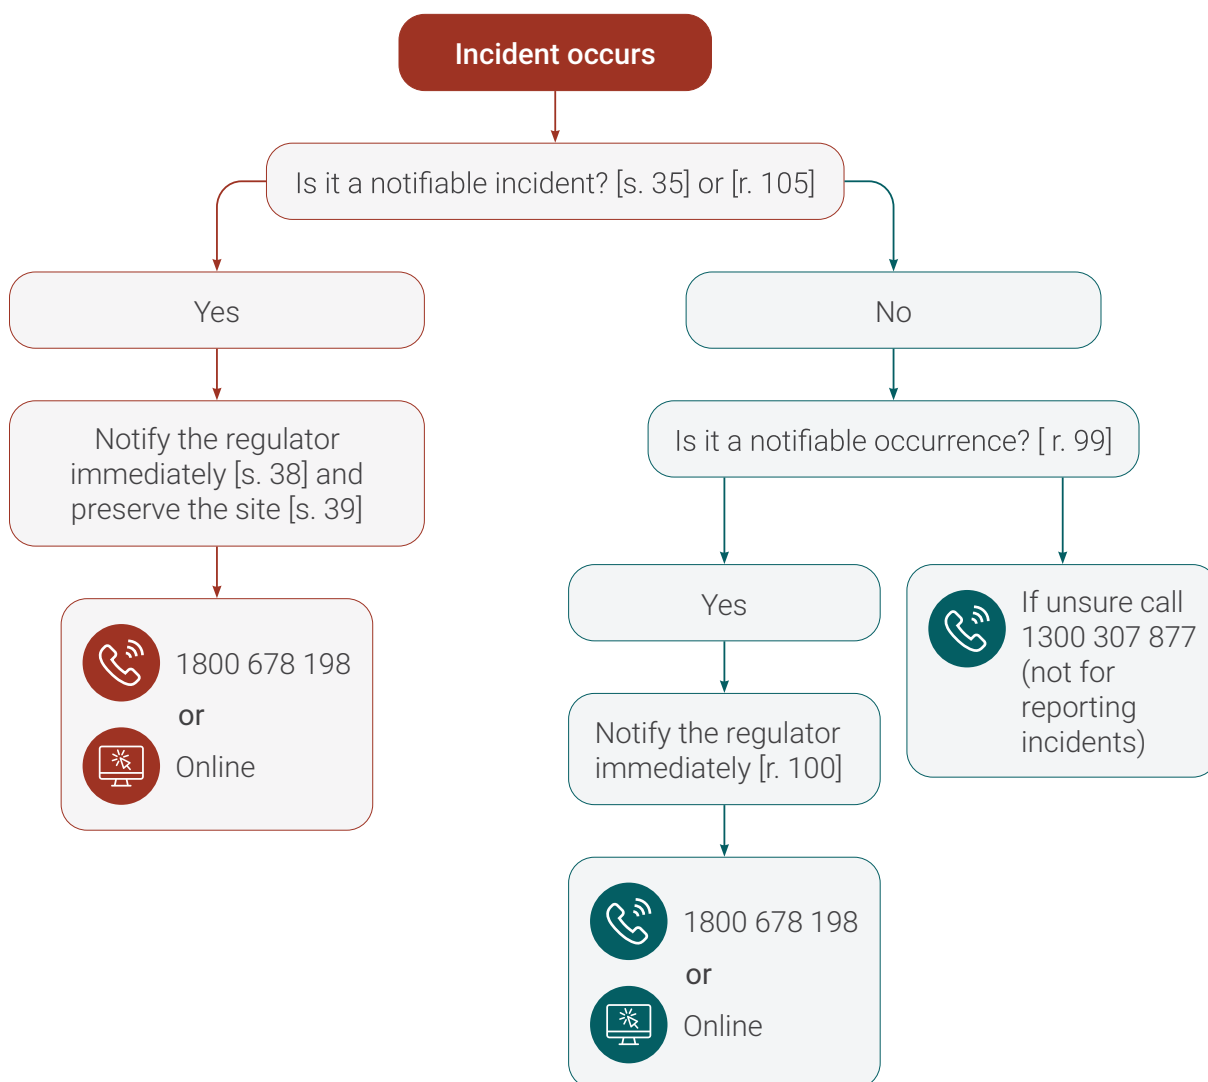 Incident occurs
Is it a notifiable incident? [s. 35] or [r. 105]
Yes
Notify the regulator
immediately [s. 38] and
preserve the site [s. 39]
1800 678 198
or
Online
No
Is it a notifiable occurrence? [ r. 99]
Yes
Notify the regulator
immediately [r. 100]
1800 678 198
or
Online
If unsure call
1300 307 877
(not for
reporting
incidents)